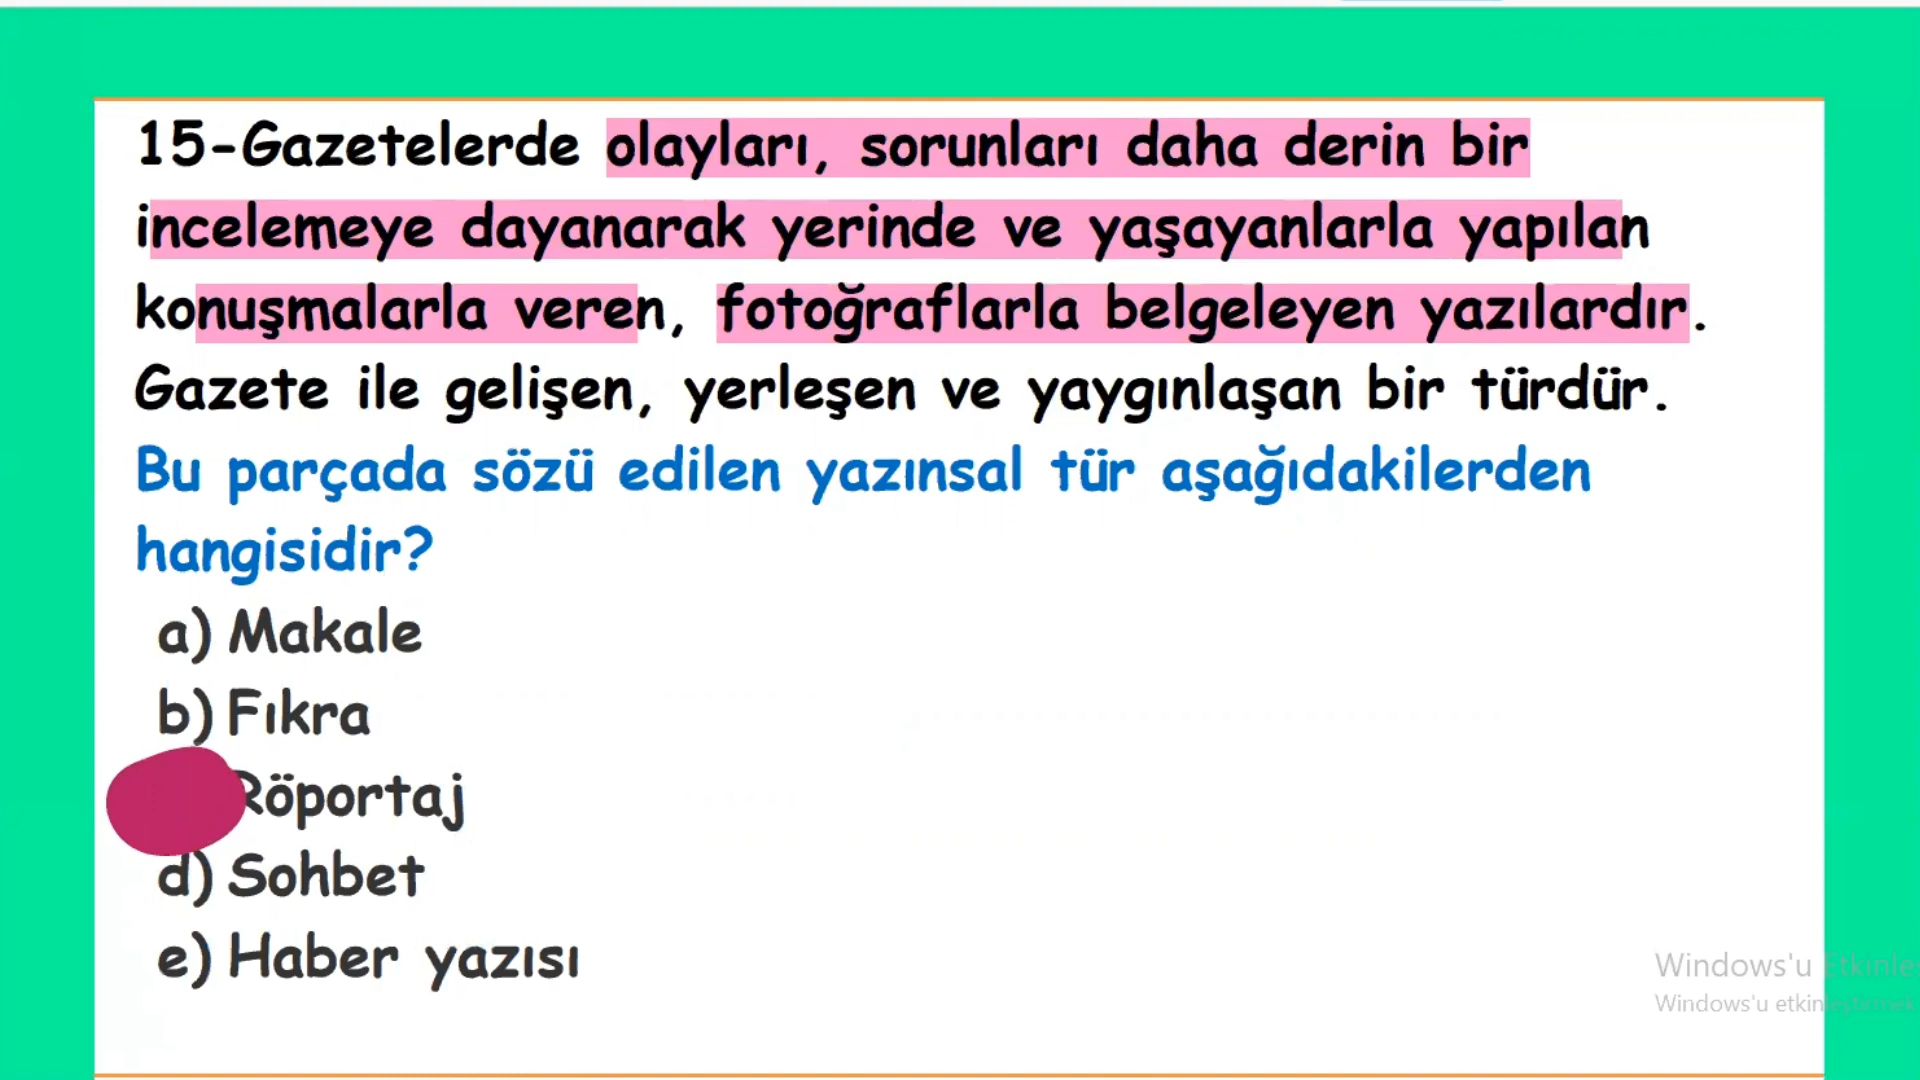 15-Gazetelerde olayları, sorunları daha derin bir
incelemeye dayanarak yerinde ve yaşayanlarla yapılan
konuşmalarla veren, fotoğraflarla belgeleyen yazılardır.
Gazete ile gelişen, yerleşen ve yaygınlaşan bir türdür.
Bu parçada sözü edilen yazınsal tür aşağıdakilerden
hangisidir?
a) Makale
b) Fıkra
Röportaj
d) Sohbet
e) Haber yazısı
Windows'u Etkinleş
Windows'u etkinleştirmek